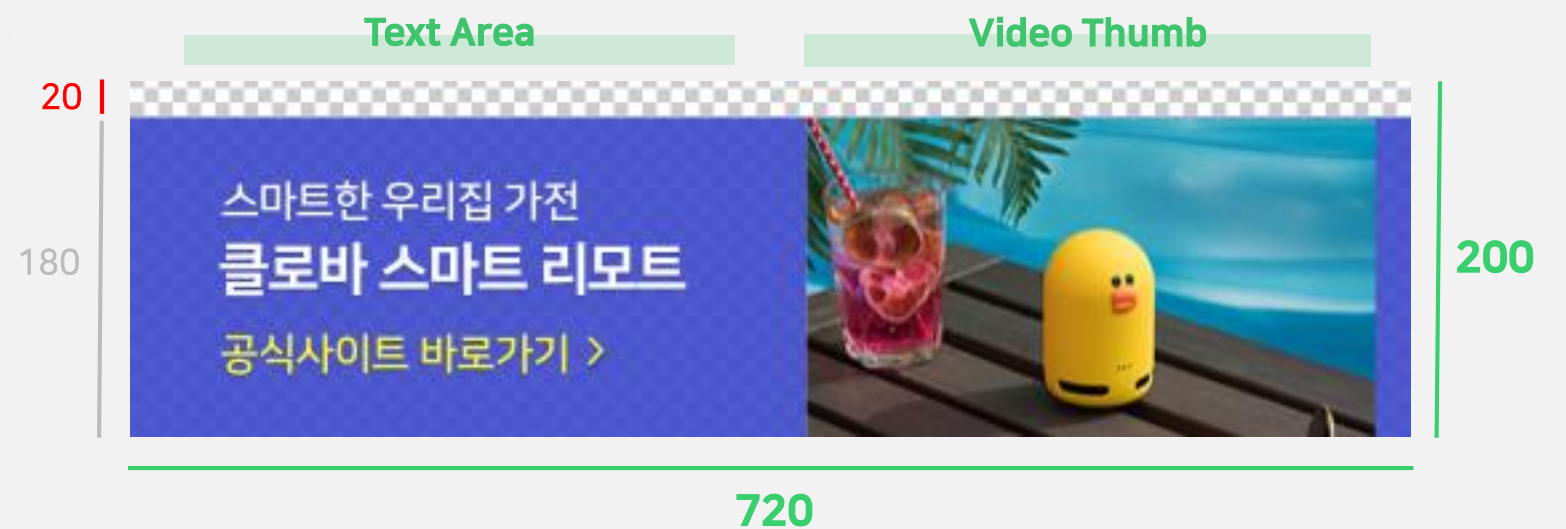 Text Area
Video Thumb
20
180
스마트한 우리집 가전
클로바 스마트 리모트
공식사이트 바로가기 >
200
720